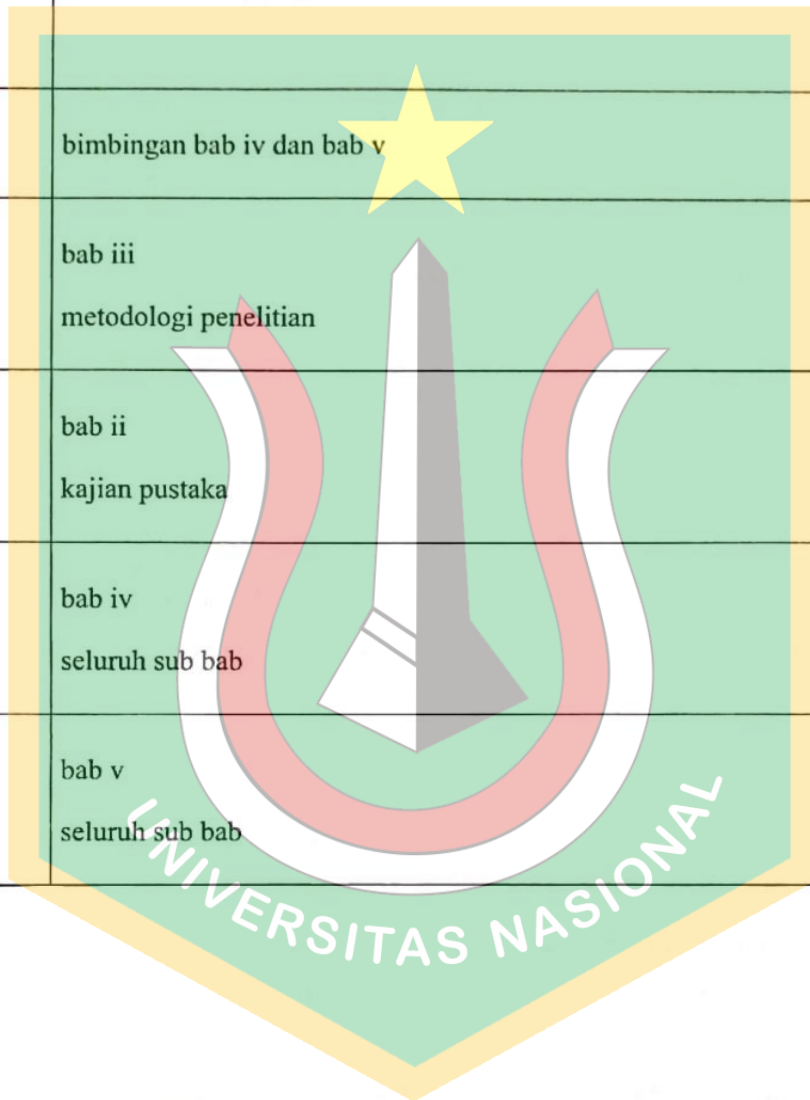 bimbingan bab iv dan bab v
bab iii
metodologi penelitian
bab ii
kajian pustaka
bab iv
seluruh sub bab
bab v
seluruh sub bab
UNIVERSITAS NASIONAL